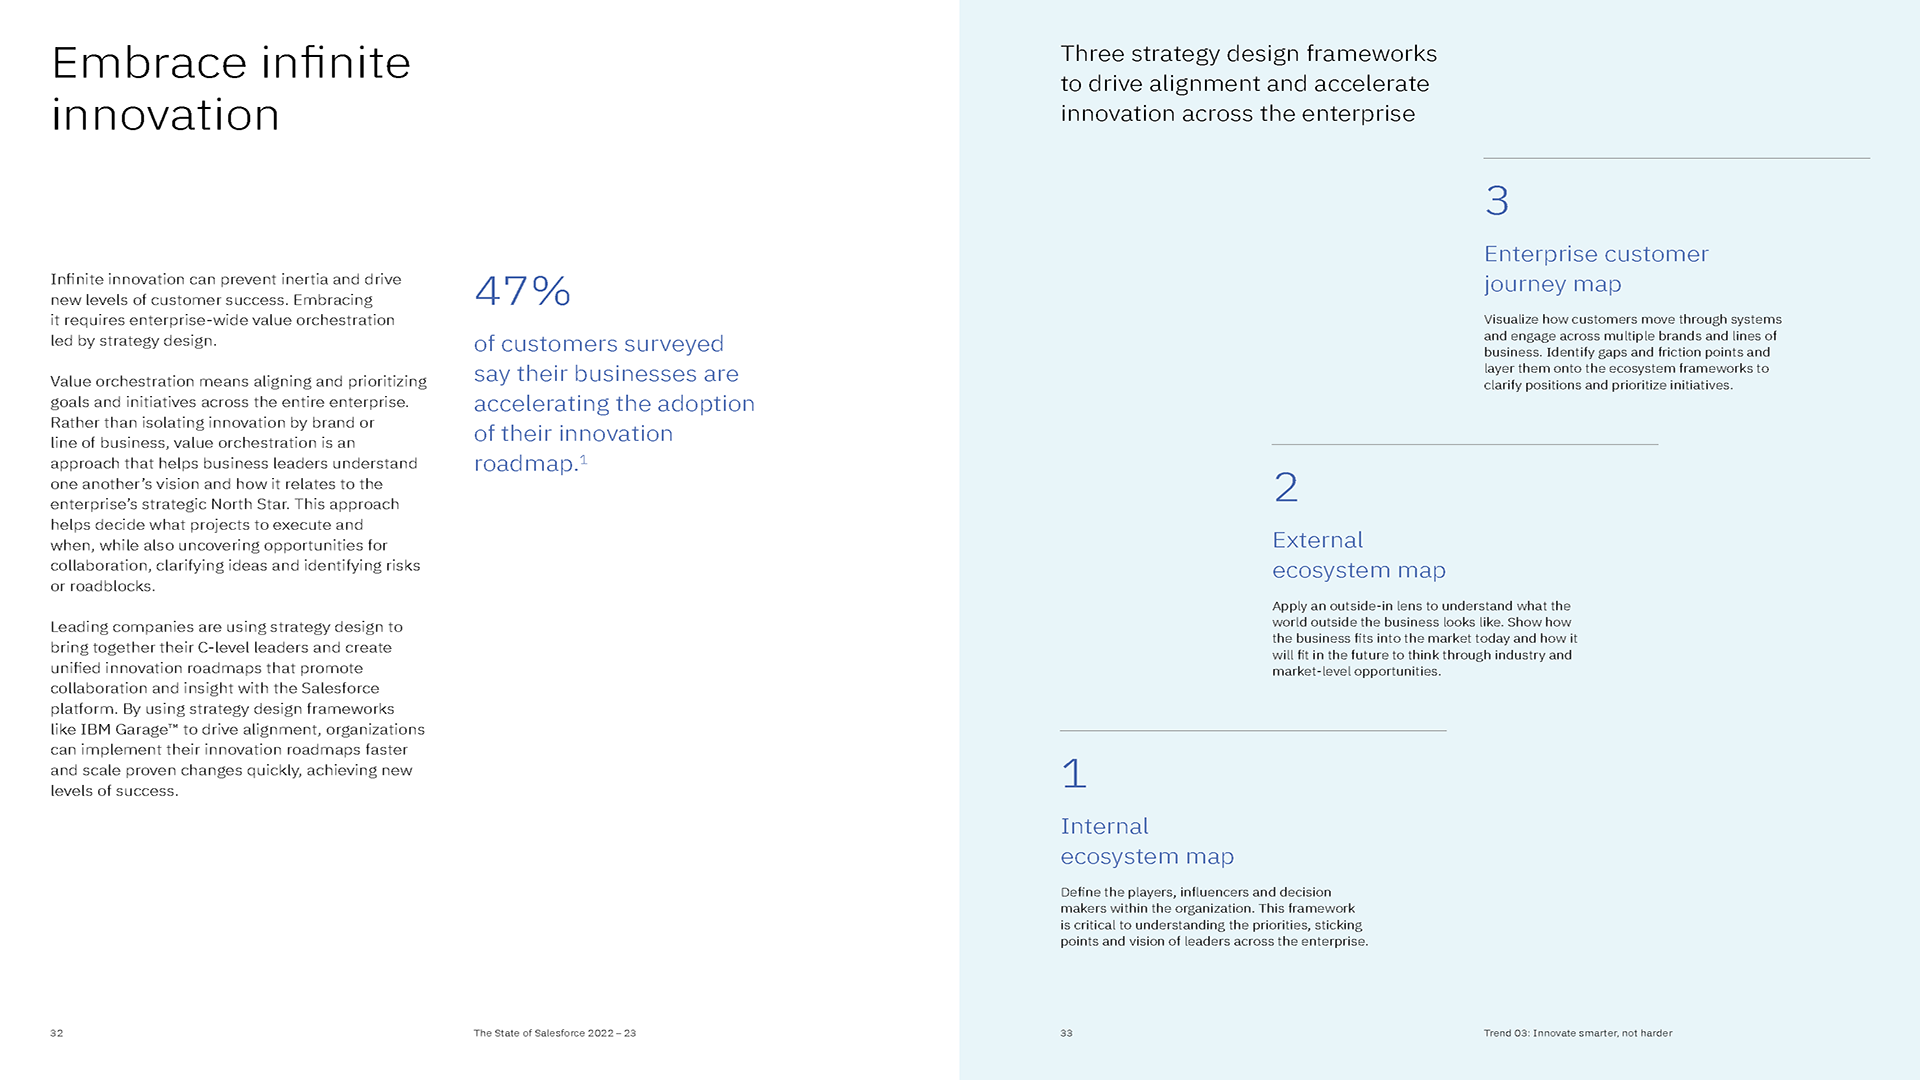 Embrace infinite
innovation
Infinite innovation can prevent inertia and drive
new levels of customer success. Embracing
it requires enterprise-wide value orchestration
led by strategy design.
Value orchestration means aligning and prioritizing
goals and initiatives across the entire enterprise.
Rather than isolating innovation by brand or
line of business, value orchestration is an
approach that helps business leaders understand
one another’s vision and how it relates to the
enterprise’s strategic North Star. This approach
helps decide what projects to execute and
when, while also uncovering opportunities for
collaboration, clarifying ideas and identifying risks
or roadblocks.
Leading companies are using strategy design to
bring together their C-level leaders and create
unified innovation roadmaps that promote
collaboration and insight with the Salesforce
platform. By using strategy design frameworks
like IBM Garage™ to drive alignment, organizations
can implement their innovation roadmaps faster
and scale proven changes quickly, achieving new
levels of success.
47%
of customers surveyed
say their businesses are
accelerating the adoption
of their innovation
roadmap.¹
32
The State of Salesforce 2022 – 23
Three strategy design frameworks
to drive alignment and accelerate
innovation across the enterprise
3
Enterprise customer
journey map
Visualize how customers move through systems
and engage across multiple brands and lines of
business. Identify gaps and friction points and
layer them onto the ecosystem frameworks to
clarify positions and prioritize initiatives.
2
External
ecosystem map
Apply an outside-in lens to understand what the
world outside the business looks like. Show how
the business fits into the market today and how it
will fit in the future to think through industry and
market-level opportunities.
1
Internal
ecosystem map
Define the players, influencers and decision
makers within the organization. This framework
is critical to understanding the priorities, sticking
points and vision of leaders across the enterprise.
33
Trend 03: Innovate smarter, not harder